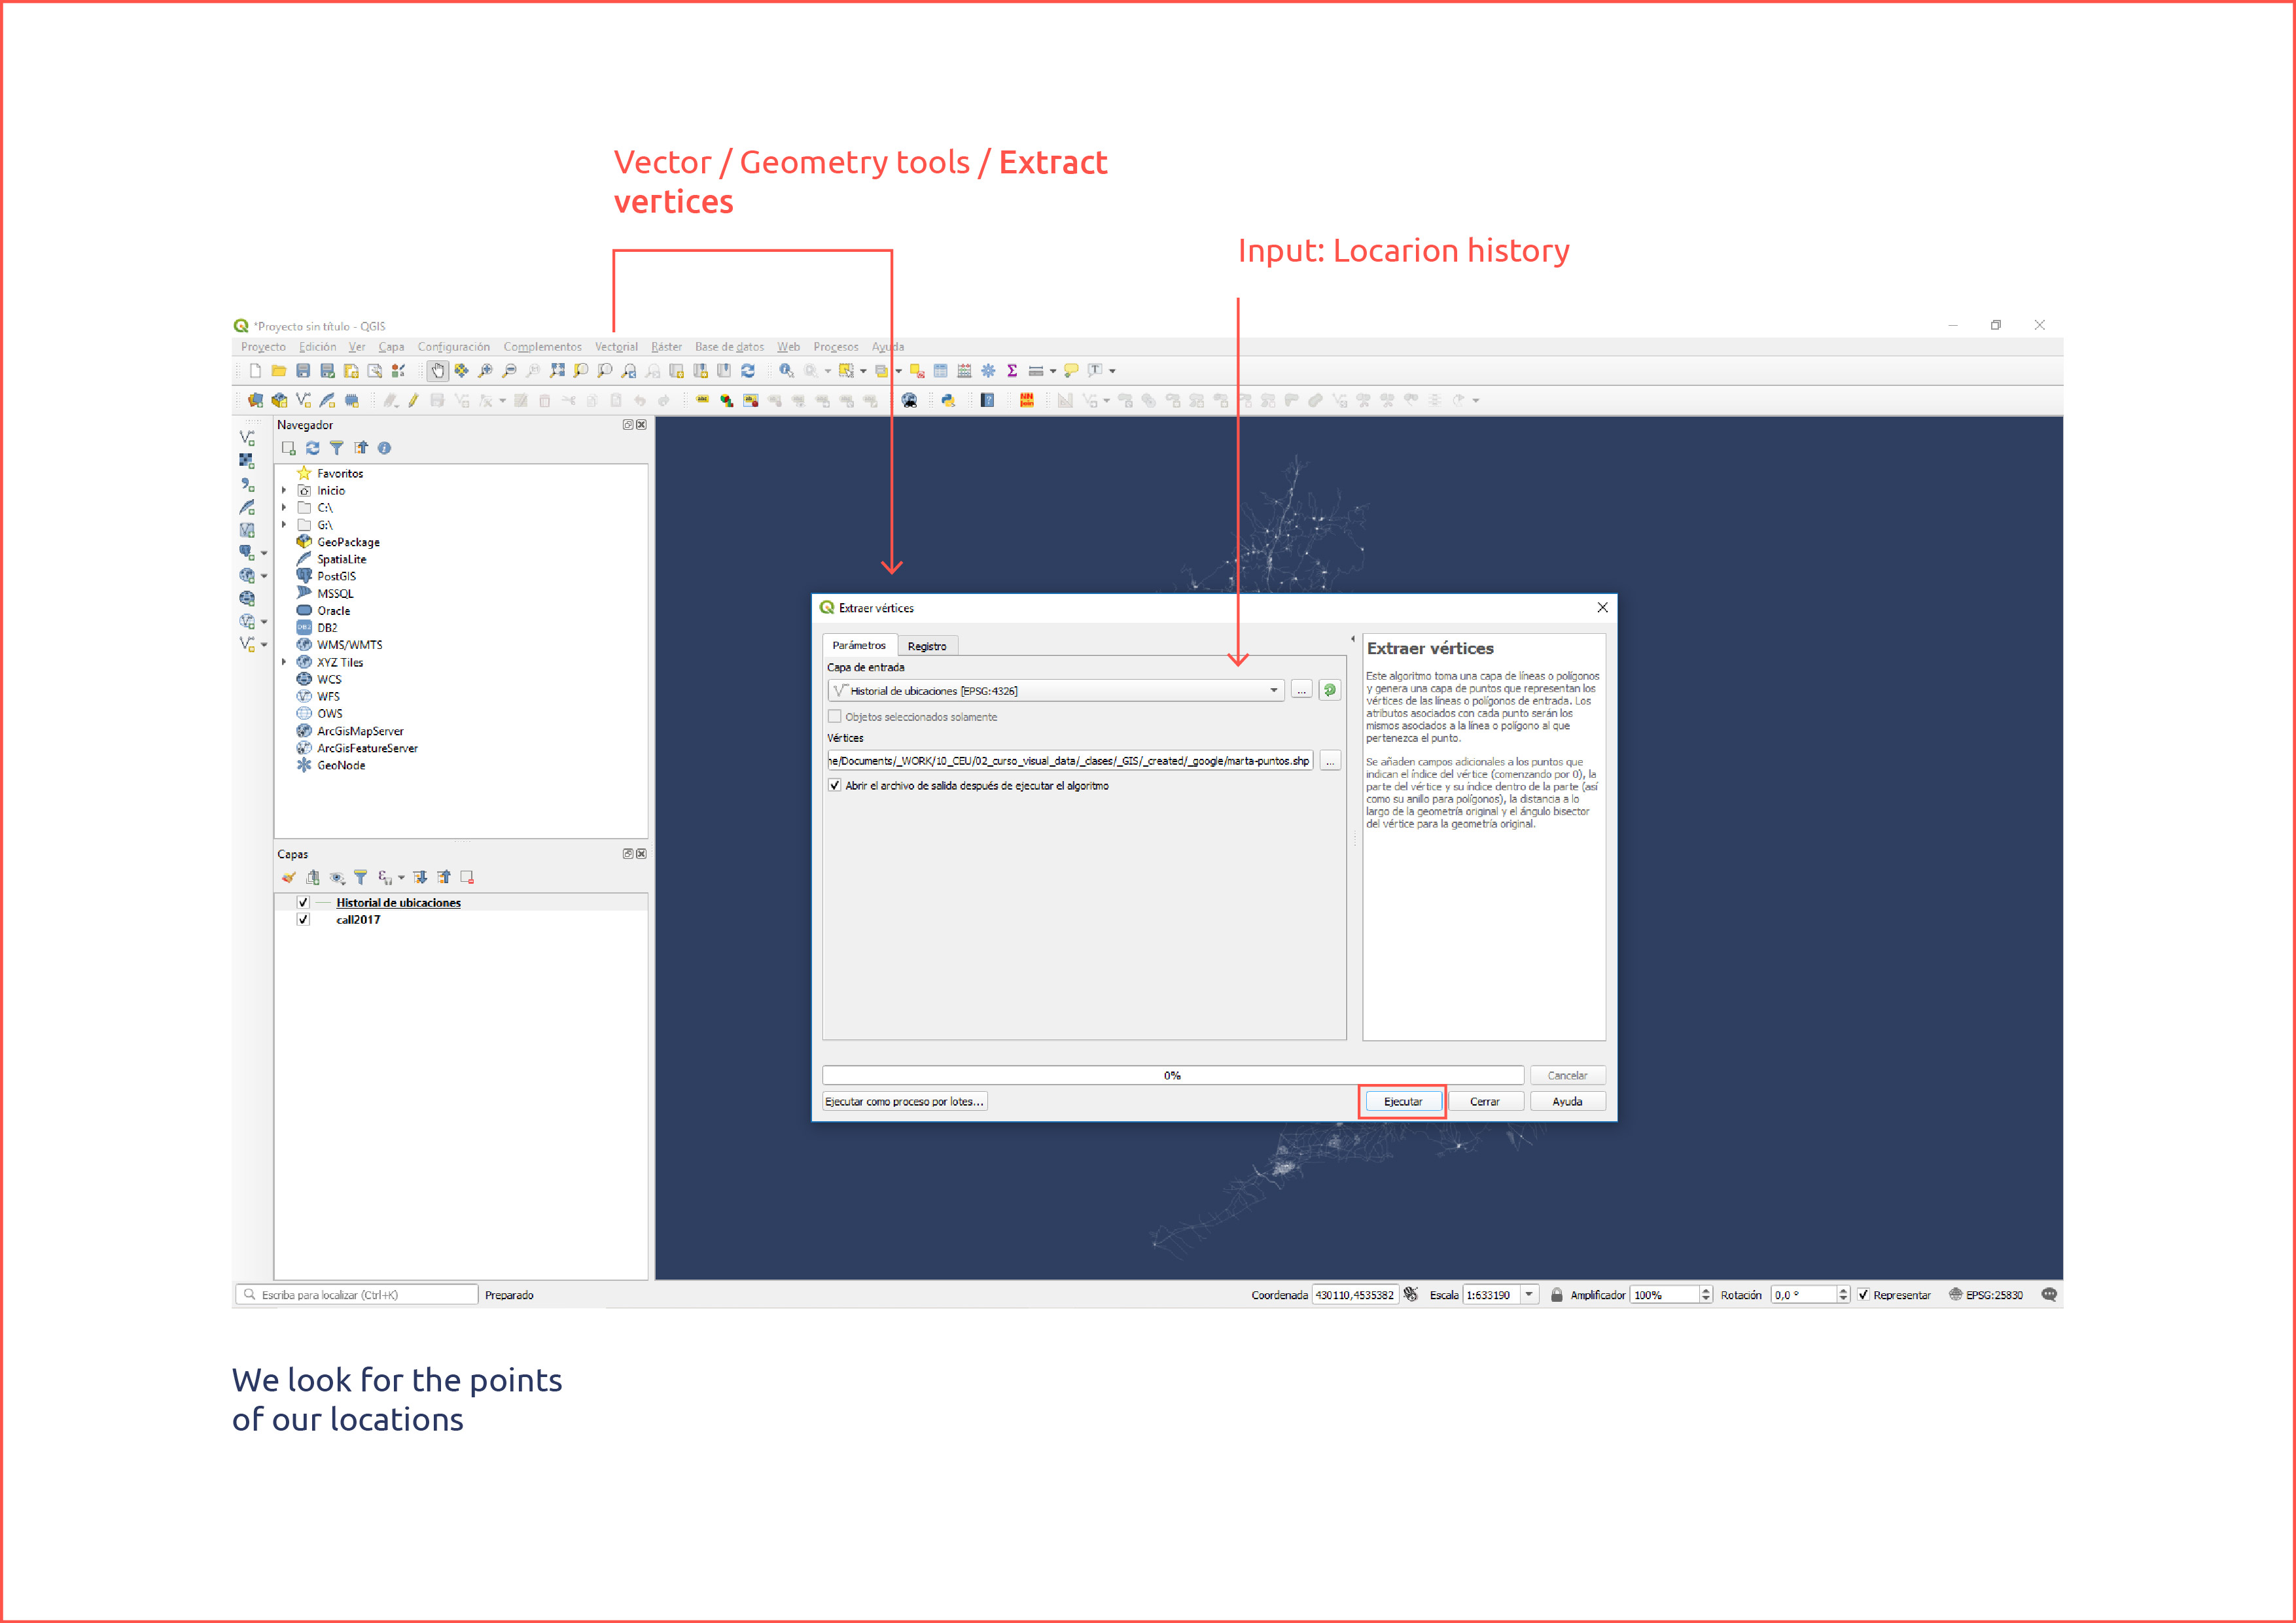 Vector / Geometry tools / Extract
vertices
Input: Locarion history
*Proyecto sin título - QGIS
Proyecto Edición Ver Capa Configuración Complementos Vectorial Ráster Base de datos Web Procesos Ayuda
Navegador
Favoritos
Inicio
C:\
G:\
GeoPackage
SpatiaLite
PostGIS
MSSQL
Oracle
DB2
WMS/WMTS
XYZ Tiles
WCS
WFS
OWS
ArcGisMapServer
ArcGisFeatureServer
GeoNode
Capas
Historial de ubicaciones
call2017
Extraer vértices
Parámetros Registro
Capa de entrada
Historial de ubicaciones [EPSG:4326]
...
Objetos seleccionados solamente
Vértices
ne/Documents/_WORK/10_CEU/02_curso_visual_data/_clases/_GIS/_created/_google/marta-puntos.shp
...
Abrir el archivo de salida después de ejecutar el algoritmo
Extraer vértices
Este algoritmo toma una capa de líneas o polígonos
y genera una capa de puntos que representan los
vértices de las líneas o polígonos de entrada. Los
atributos asociados con cada punto serán los
mismos asociados a la línea o polígono al que
pertenezca el punto.
Se añaden campos adicionales a los puntos que
indican el índice del vértice (comenzando por 0), la
parte del vértice y su índice dentro de la parte (así
como su anillo para polígonos), la distancia a lo
largo de la geometría original y el ángulo bisector
del vértice para la geometría original.
0%
Cancelar
Ejecutar como proceso por lotes...
Ejecutar Cerrar Ayuda
Escriba para localizar (Ctrl+K) Preparado
Coordenada 430110,4535382 Escala 1:633190 Amplificador 100% Rotación 0,0 ° Representar EPSG:25830
We look for the points
of our locations